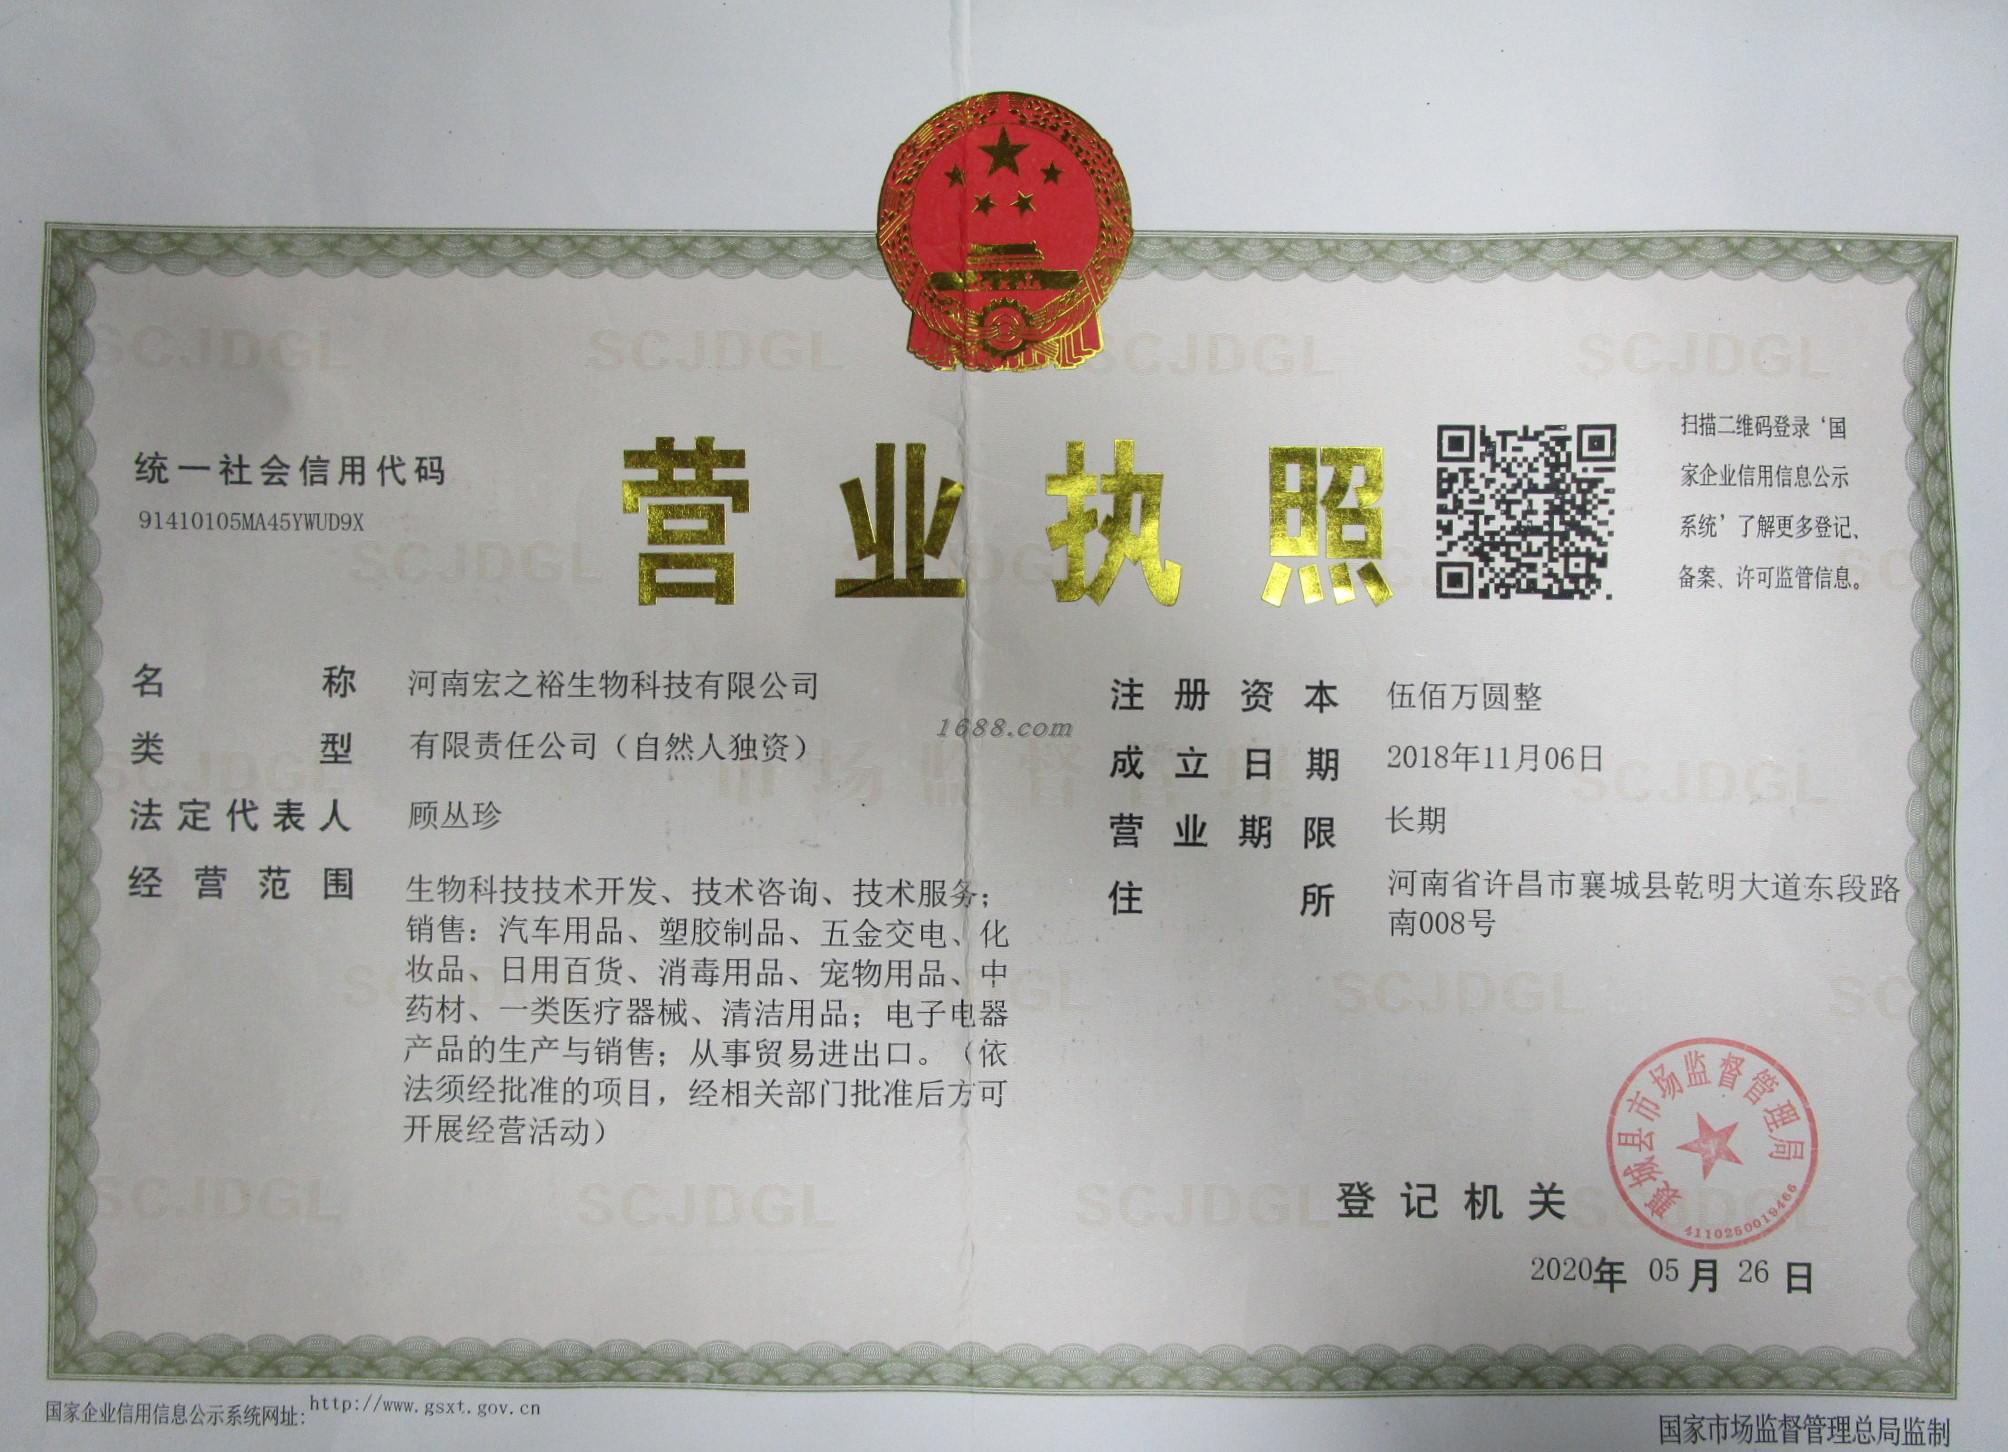 统一社会信用代码
91410105MA45YWUD9X
营业执照
扫描二维码登录‘国
家企业信用信息公示
系统’了解更多登记、
备案、许可监管信息。
名称 河南宏之裕生物科技有限公司
类型 有限责任公司（自然人独资）
法定代表人 顾丛珍
经营范围 生物科技技术开发、技术咨询、技术服务；
销售：汽车用品、塑胶制品、五金交电、化
妆品、日用百货、消毒用品、宠物用品、中
药材、一类医疗器械、清洁用品；电子电器
产品的生产与销售；从事贸易进出口。（依
法须经批准的项目，经相关部门批准后方可
开展经营活动）
注册资本 伍佰万圆整
成立日期 2018年11月06日
营业期限 长期
住所 河南省许昌市襄城县乾明大道东段路
南008号
1688.com
市场监督管理
SCJDGL
SCJDGL
SCJDGL
SCJDGL
登记机关
襄城县市场监督管理局
4110250019466
2020年05月26日
国家企业信用信息公示系统网址：http://www.gsxt.gov.cn
国家市场监督管理总局监制